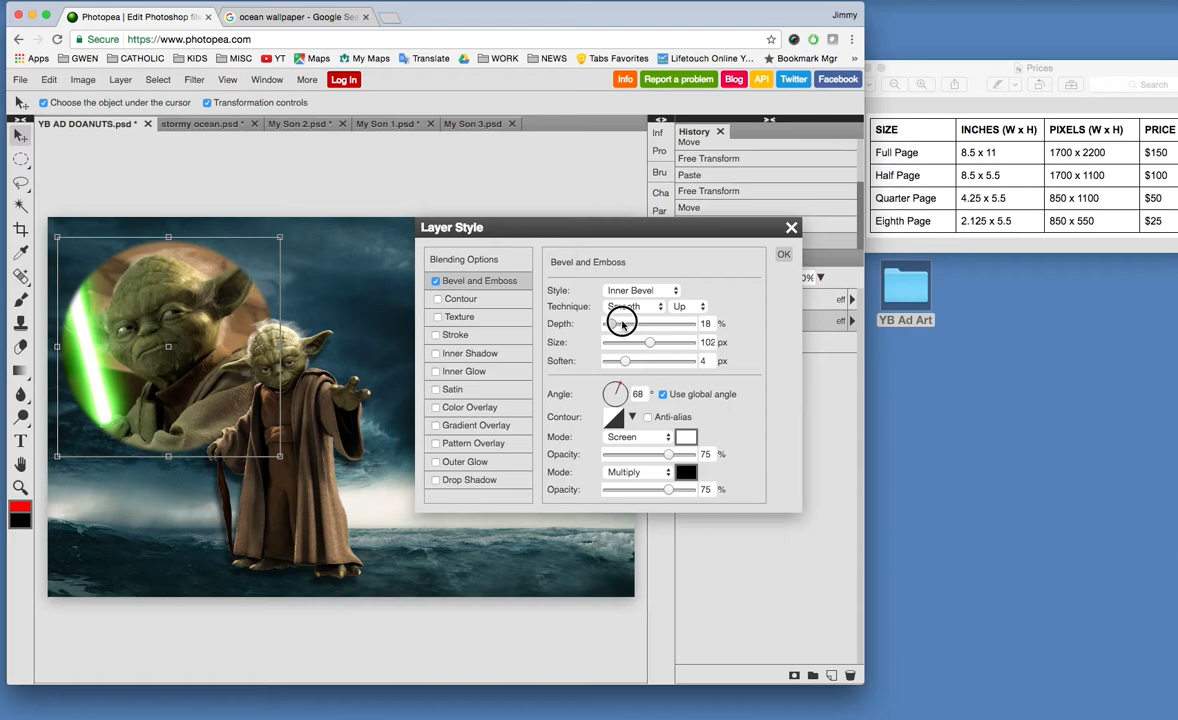 Photopea | Edit Photoshop fil
ocean wallpaper - Google Se
Jimmy
Secure https://www.photopea.com
Apps GWEN CATHOLIC KIDS MISC YT Maps My Maps Translate WORK NEWS Tabs Favorites Lifetouch Online Y... Bookmark Mgr »
File Edit Image Layer Select Filter View Window More Log In
Info Report a problem Blog API Twitter Facebook
Choose the object under the cursor Transformation controls
YB AD DOANUTS.psd * stormy ocean.psd * My Son 2.psd * My Son 1.psd * My Son 3.psd
Inf
Pro
Bru
Cha
Par
History
Move
Free Transform
Paste
Free Transform
Move
0%
eff
eff
Layer Style
Blending Options
Bevel and Emboss
Contour
Texture
Stroke
Inner Shadow
Inner Glow
Satin
Color Overlay
Gradient Overlay
Pattern Overlay
Outer Glow
Drop Shadow
Bevel and Emboss
OK
Style: Inner Bevel
Technique: Smooth Up
Depth: 18 %
Size: 102 px
Soften: 4 px
Angle: 68 ° Use global angle
Contour: Anti-alias
Mode: Screen
Opacity: 75 %
Mode: Multiply
Opacity: 75 %
Prices
Search
SIZE INCHES (W x H) PIXELS (W x H) PRICE
Full Page 8.5 x 11 1700 x 2200 $150
Half Page 8.5 x 5.5 1700 x 1100 $100
Quarter Page 4.25 x 5.5 850 x 1100 $50
Eighth Page 2.125 x 5.5 850 x 550 $25
YB Ad Art